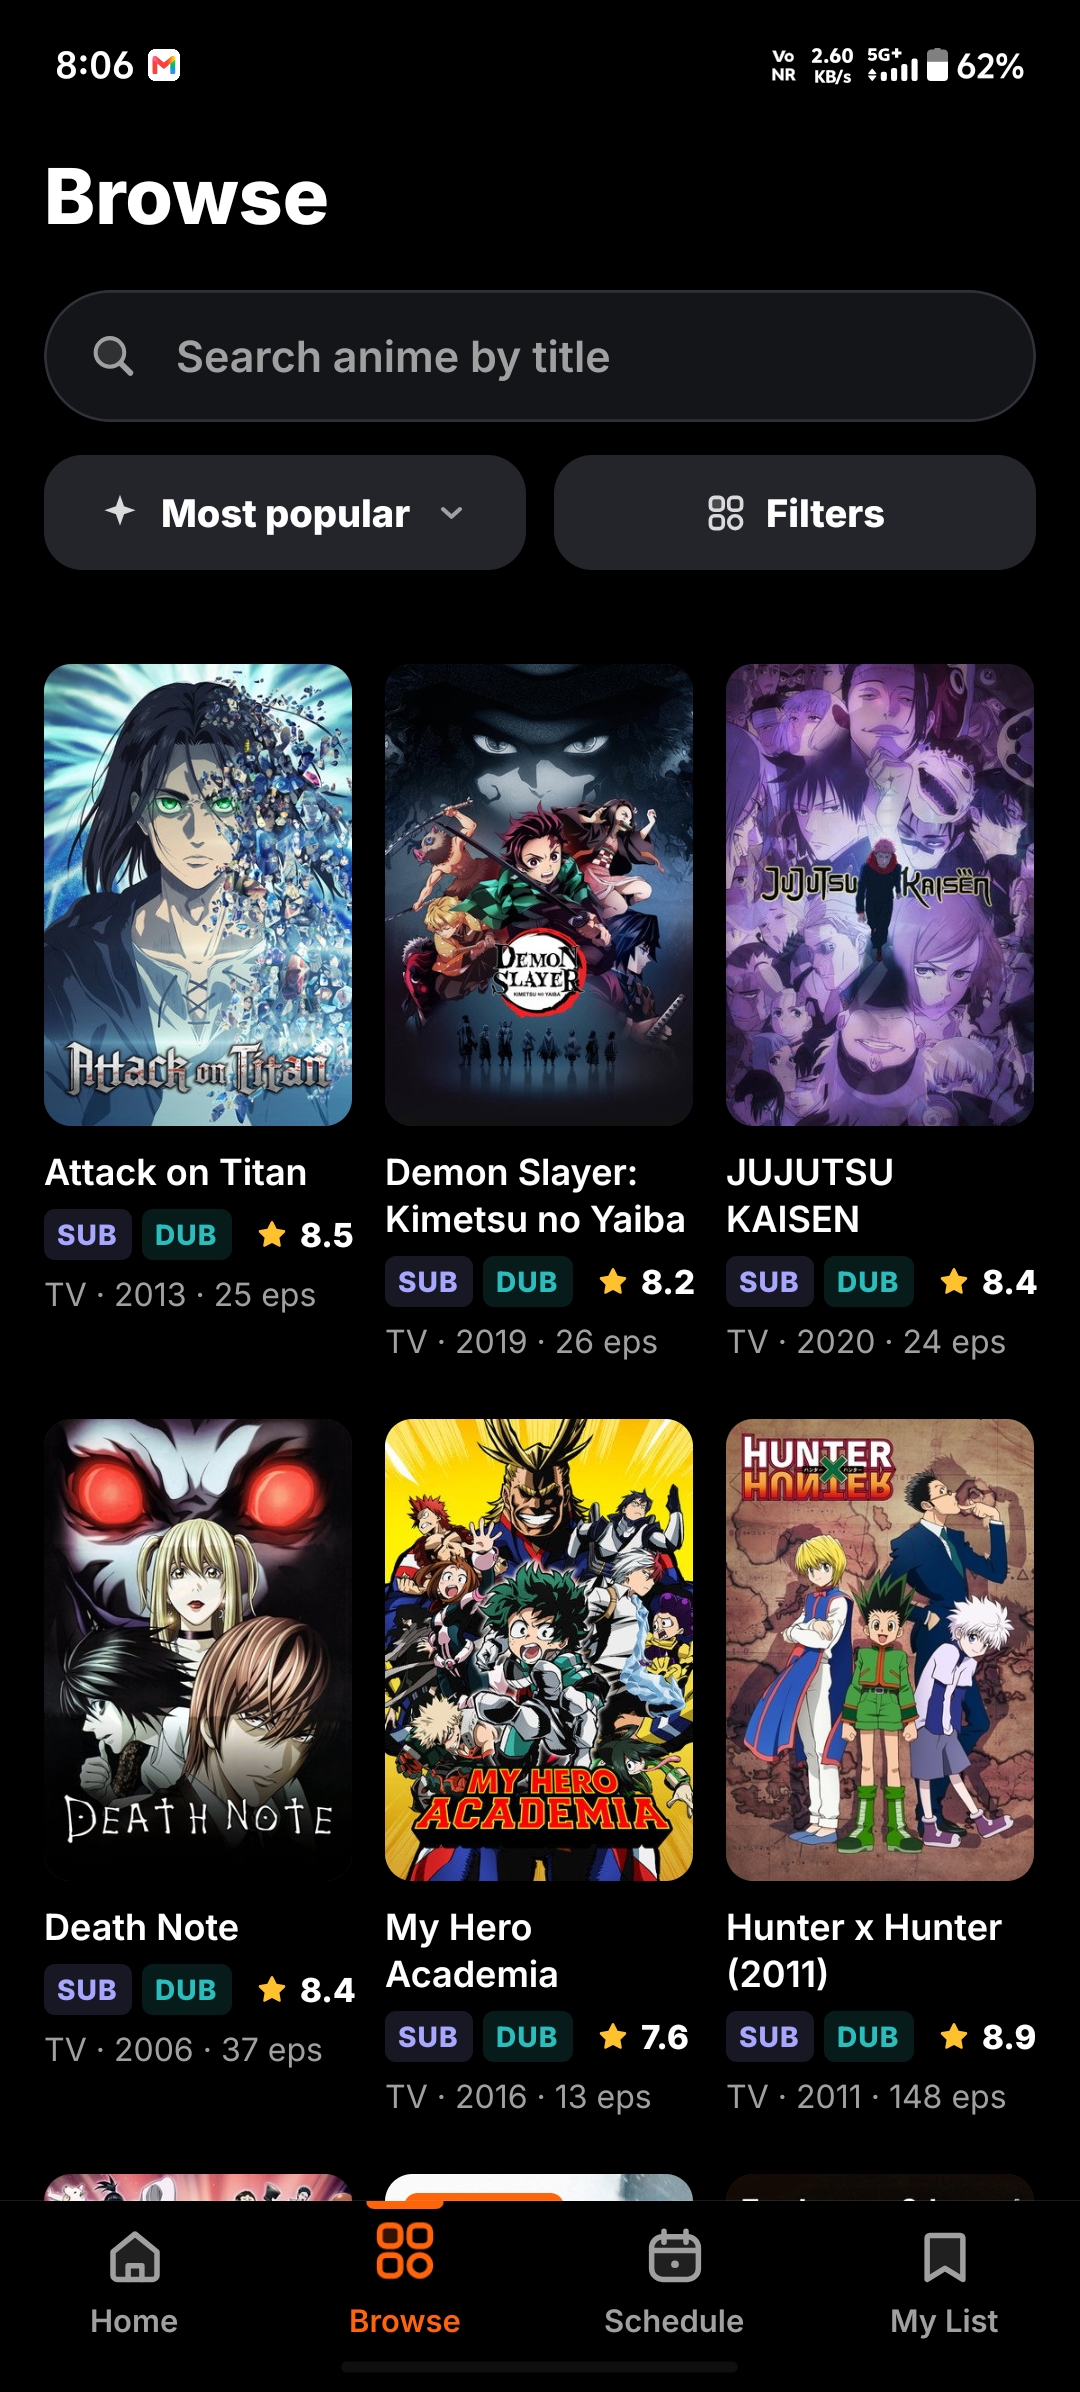 8:06
Vo NR 2.60 KB/s 5G+ 62%
Browse
Search anime by title
Most popular
Filters
Attack on Titan
DEMON SLAYER
KIMETSU NO YAIBA
JUJUTSU KAISEN
Attack on Titan
SUB DUB 8.5
TV · 2013 · 25 eps
Demon Slayer:
Kimetsu no Yaiba
SUB DUB 8.2
TV · 2019 · 26 eps
JUJUTSU
KAISEN
SUB DUB 8.4
TV · 2020 · 24 eps
DEATH NOTE
MY HERO
ACADEMIA
HUNTER
×
HUNTER
Death Note
SUB DUB 8.4
TV · 2006 · 37 eps
My Hero
Academia
SUB DUB 7.6
TV · 2016 · 13 eps
Hunter x Hunter
(2011)
SUB DUB 8.9
TV · 2011 · 148 eps
Home
Browse
Schedule
My List